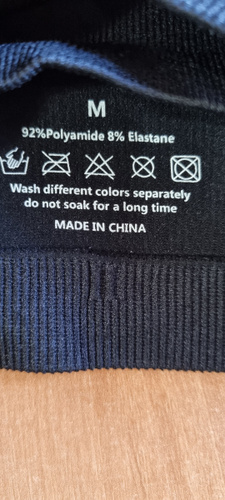 M
92%Polyamide 8% Elastane
Wash different colors separately
do not soak for a long time
MADE IN CHINA